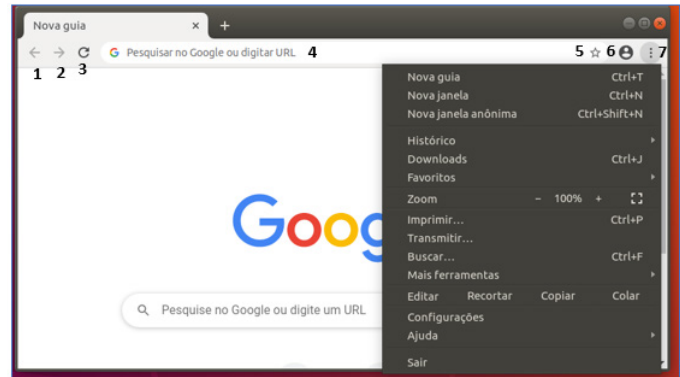 Nova guia × +
G Pesquisar no Google ou digitar URL 4 5 6 7
1 2 3
Nova guia Ctrl+T
Nova janela Ctrl+N
Nova janela anônima Ctrl+Shift+N
Histórico
Downloads Ctrl+J
Favoritos
Zoom - 100% +
Imprimir... Ctrl+P
Transmitir...
Buscar... Ctrl+F
Mais ferramentas
Editar Recortar Copiar Colar
Configurações
Ajuda
Sair
Goog
Pesquise no Google ou digite um URL